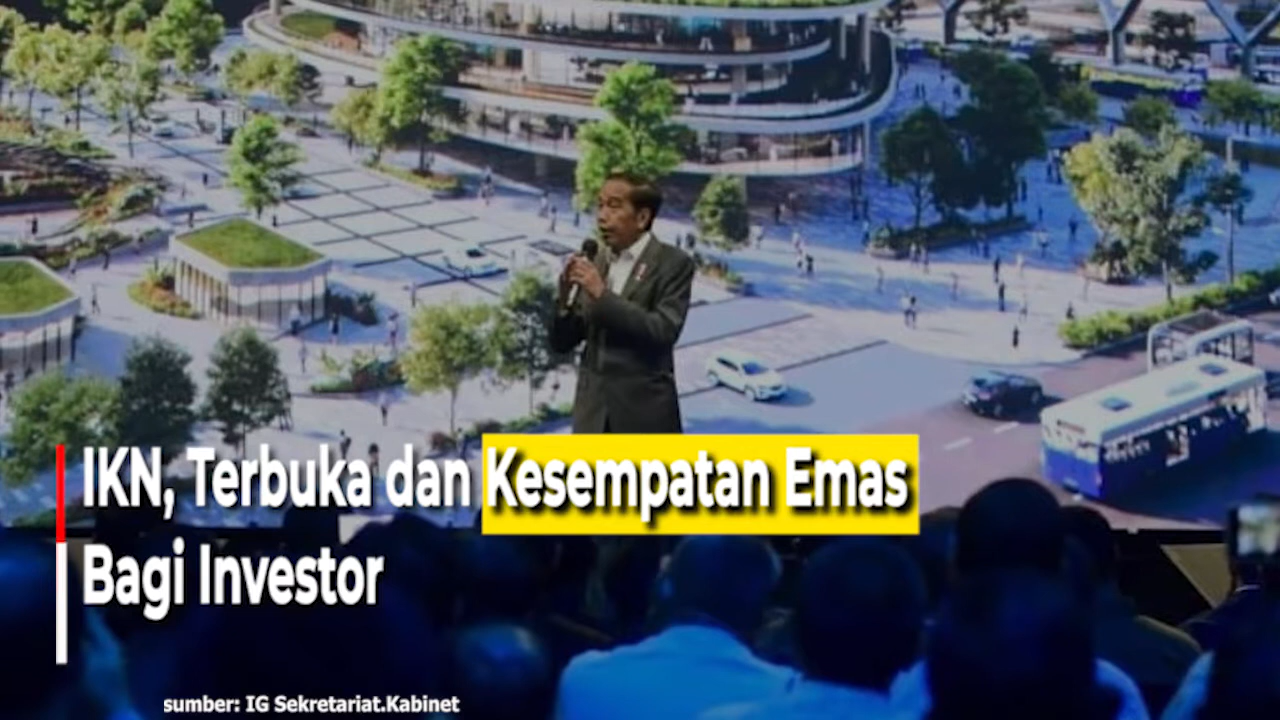 IKN, Terbuka dan Kesempatan Emas
Bagi Investor
sumber: IG Sekretariat.Kabinet